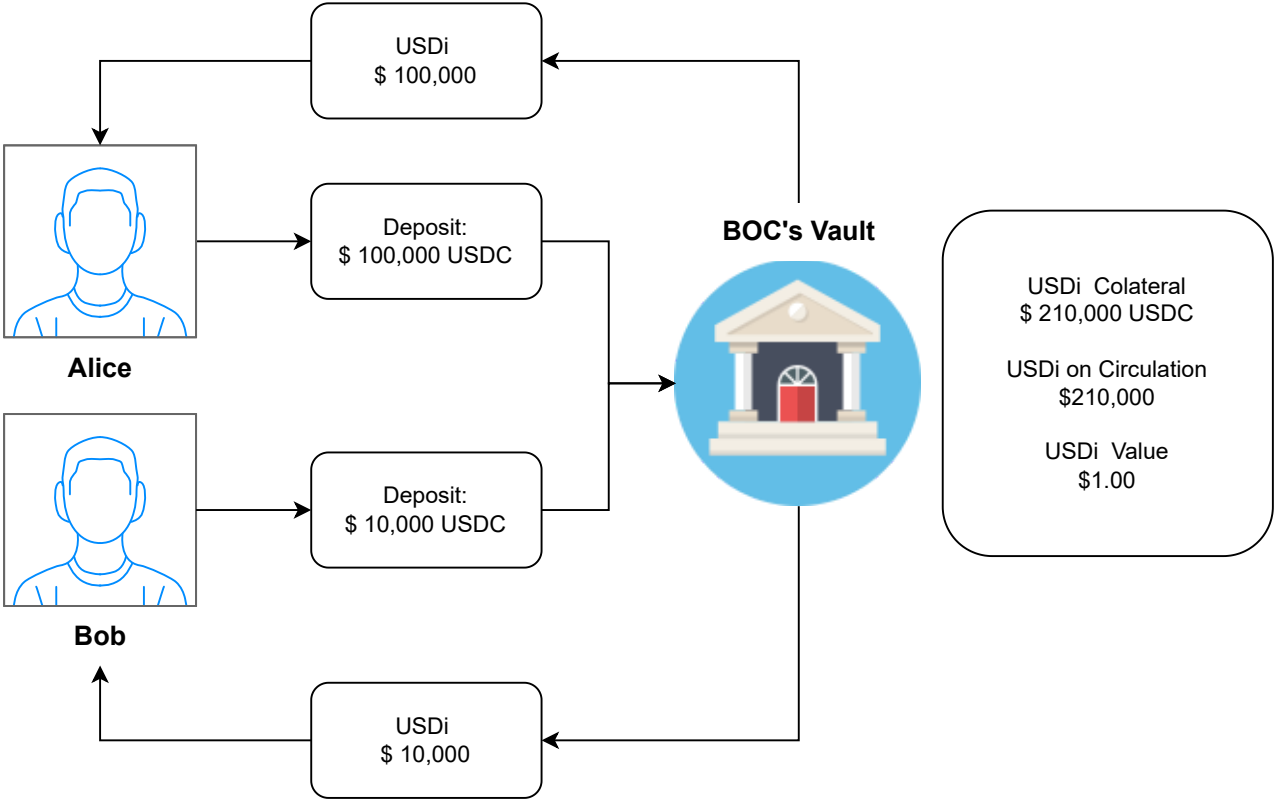 USDi
$ 100,000
Deposit:
$ 100,000 USDC
Alice
BOC's Vault
USDi Colateral
$ 210,000 USDC
USDi on Circulation
$210,000
USDi Value
$1.00
Deposit:
$ 10,000 USDC
Bob
USDi
$ 10,000